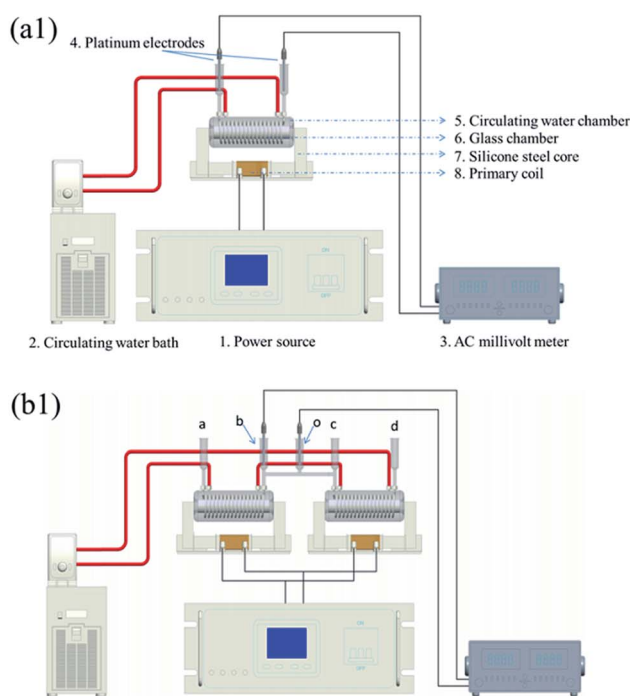 (a1)
4. Platinum electrodes
5. Circulating water chamber
6. Glass chamber
7. Silicone steel core
8. Primary coil
ON
OFF
2. Circulating water bath
1. Power source
3. AC millivolt meter
(b1)
a
b
o
c
d
ON
OFF